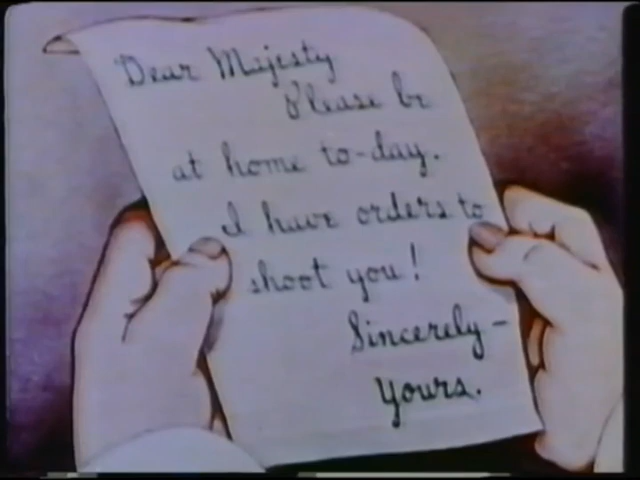 Dear Majesty
Please be
at home to-day.
I have orders to
shoot you!
Sincerely-
Yours.